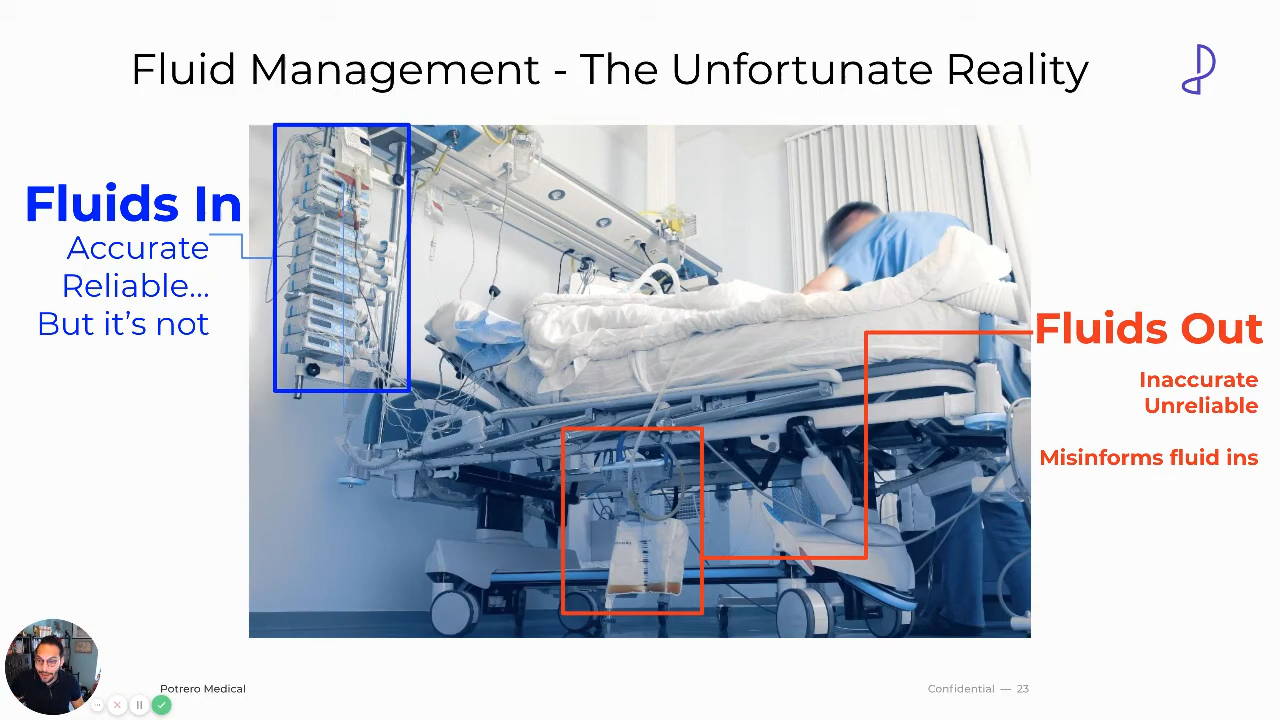 Fluid Management - The Unfortunate Reality
Fluids In
Accurate
Reliable...
But it's not
Fluids Out
Inaccurate
Unreliable
Misinforms fluid ins
Potrero Medical
Confidential — 23